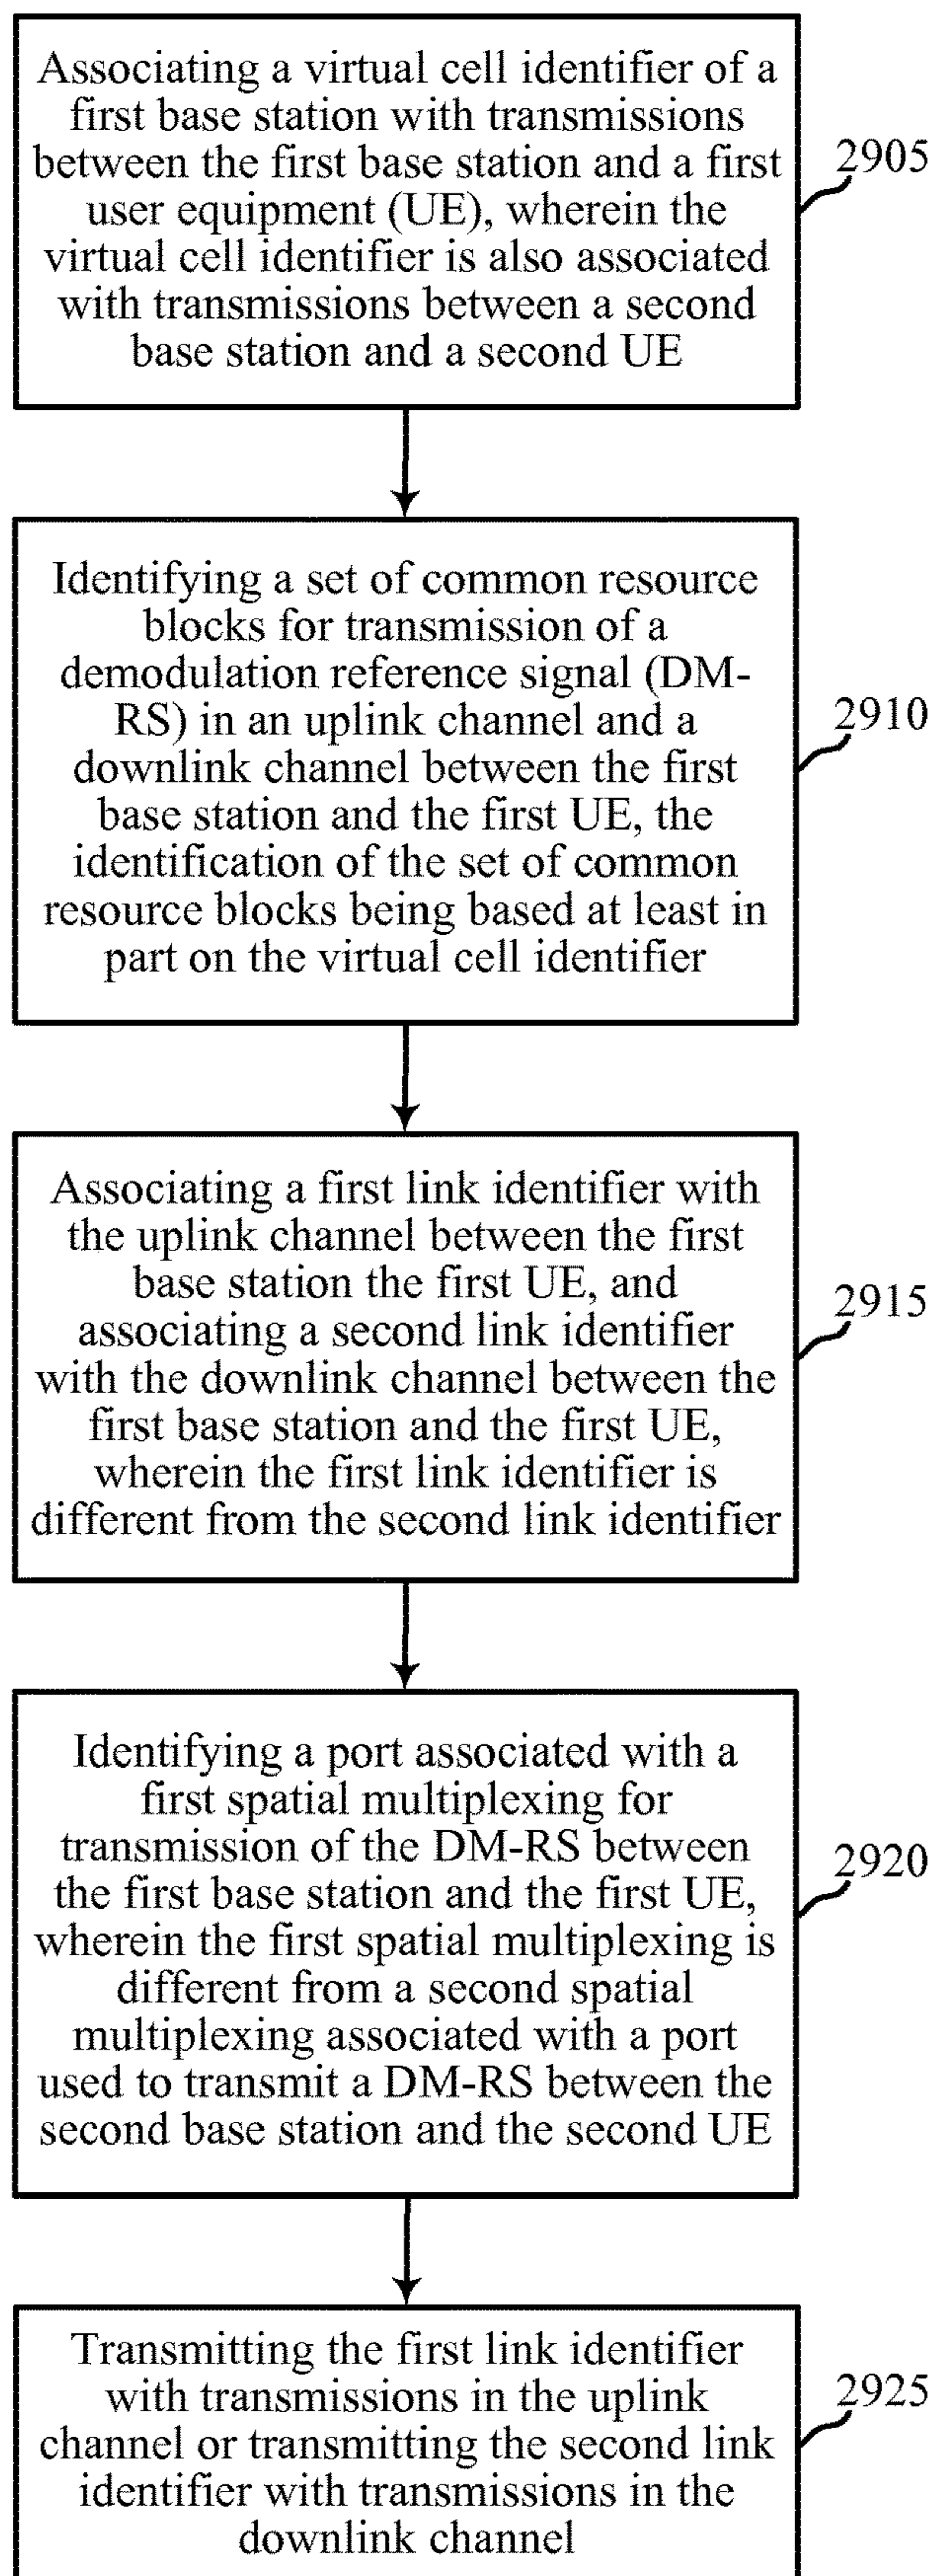 Associating a virtual cell identifier of a
first base station with transmissions
between the first base station and a first
user equipment (UE), wherein the
virtual cell identifier is also associated
with transmissions between a second
base station and a second UE
2905
Identifying a set of common resource
blocks for transmission of a
demodulation reference signal (DM-
RS) in an uplink channel and a
downlink channel between the first
base station and the first UE, the
identification of the set of common
resource blocks being based at least in
part on the virtual cell identifier
2910
Associating a first link identifier with
the uplink channel between the first
base station the first UE, and
associating a second link identifier
with the downlink channel between the
first base station and the first UE,
wherein the first link identifier is
different from the second link identifier
2915
Identifying a port associated with a
first spatial multiplexing for
transmission of the DM-RS between
the first base station and the first UE,
wherein the first spatial multiplexing is
different from a second spatial
multiplexing associated with a port
used to transmit a DM-RS between the
second base station and the second UE
2920
Transmitting the first link identifier
with transmissions in the uplink
channel or transmitting the second link
identifier with transmissions in the
downlink channel
2925